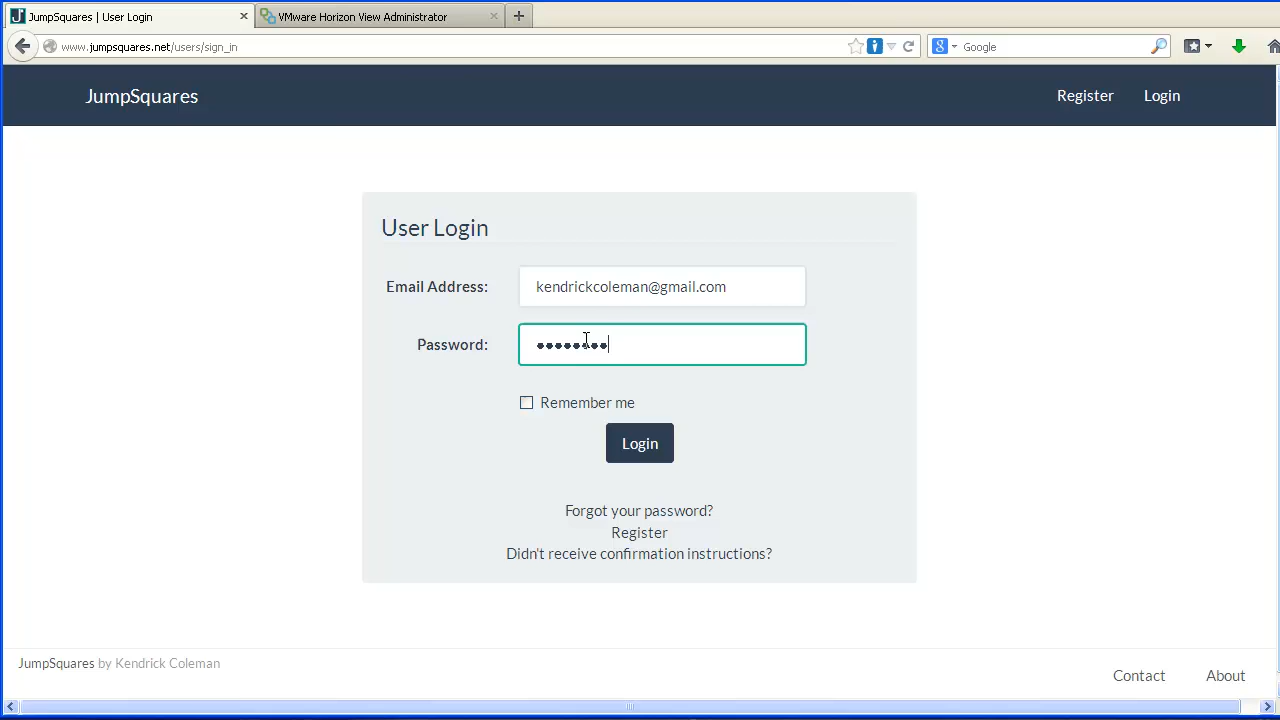 JumpSquares | User Login
VMware Horizon View Administrator
www.jumpsquares.net/users/sign_in
Google
JumpSquares
Register
Login
User Login
Email Address:
kendrickcoleman@gmail.com
Password:
Remember me
Login
Forgot your password?
Register
Didn't receive confirmation instructions?
JumpSquares by Kendrick Coleman
Contact
About